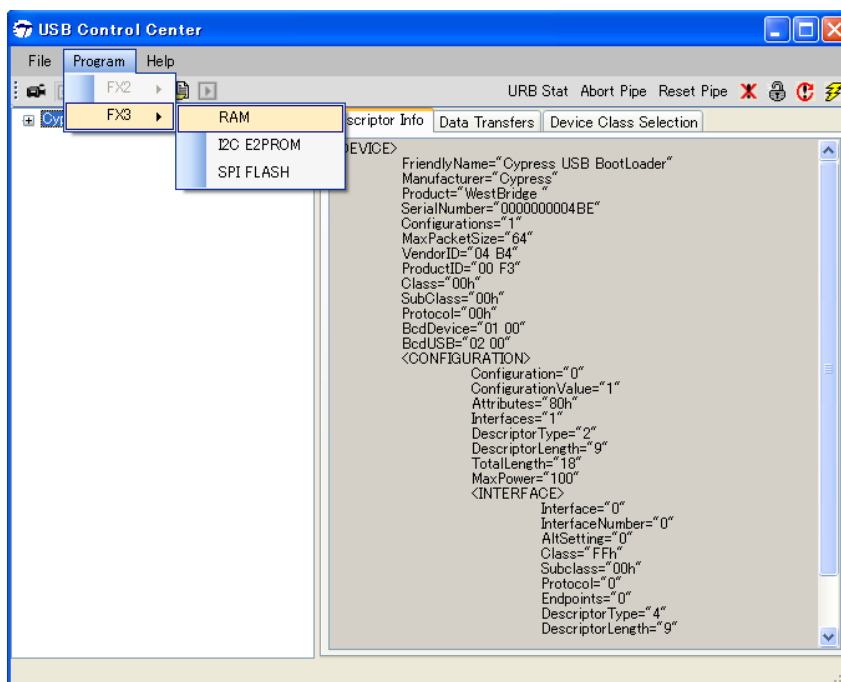 USB Control Center
File Program Help
FX2
URB Stat Abort Pipe Reset Pipe
FX3
RAM
I2C E2PROM
SPI FLASH
scriptor Info Data Transfers Device Class Selection
DEVICE>
FriendlyName="Cypress USB BootLoader"
Manufacturer="Cypress"
Product="WestBridge "
SerialNumber="0000000004BE"
Configurations="1"
MaxPacketSize="64"
VendorID="04 B4"
ProductID="00 F3"
Class="00h"
SubClass="00h"
Protocol="00h"
BcdDevice="01 00"
BcdUSB="02 00"
<CONFIGURATION>
Configuration="0"
ConfigurationValue="1"
Attributes="80h"
Interfaces="1"
DescriptorType="2"
DescriptorLength="9"
TotalLength="18"
MaxPower="100"
<INTERFACE>
Interface="0"
InterfaceNumber="0"
AltSetting="0"
Class="FFh"
Subclass="00h"
Protocol="0"
Endpoints="0"
DescriptorType="4"
DescriptorLength="9"